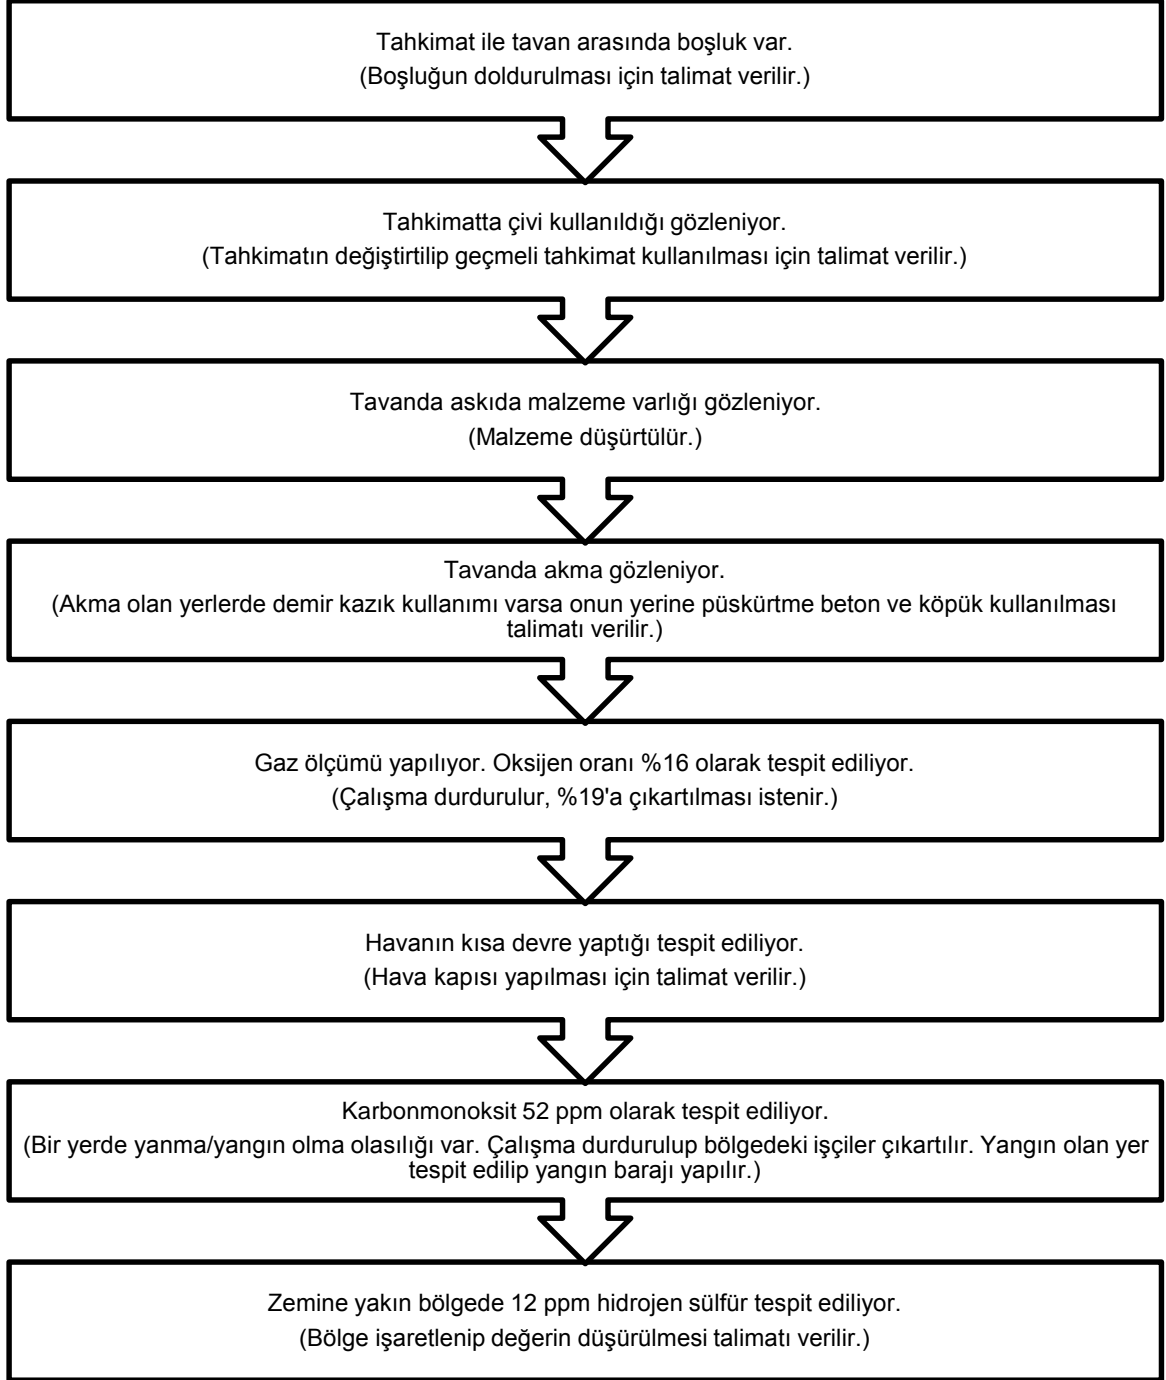 Tahkimat ile tavan arasında boşluk var.
(Boşluğun doldurulması için talimat verilir.)
Tahkimatta çivi kullanıldığı gözleniyor.
(Tahkimatın değiştirtilip geçmeli tahkimat kullanılması için talimat verilir.)
Tavanda askıda malzeme varlığı gözleniyor.
(Malzeme düşürtülür.)
Tavanda akma gözleniyor.
(Akma olan yerlerde demir kazık kullanımı varsa onun yerine püskürtme beton ve köpük kullanılması
talimatı verilir.)
Gaz ölçümü yapılıyor. Oksijen oranı %16 olarak tespit ediliyor.
(Çalışma durdurulur, %19'a çıkartılması istenir.)
Havanın kısa devre yaptığı tespit ediliyor.
(Hava kapısı yapılması için talimat verilir.)
Karbonmonoksit 52 ppm olarak tespit ediliyor.
(Bir yerde yanma/yangın olma olasılığı var. Çalışma durdurulup bölgedeki işçiler çıkartılır. Yangın olan yer
tespit edilip yangın barajı yapılır.)
Zemine yakın bölgede 12 ppm hidrojen sülfür tespit ediliyor.
(Bölge işaretlenip değerin düşürülmesi talimatı verilir.)